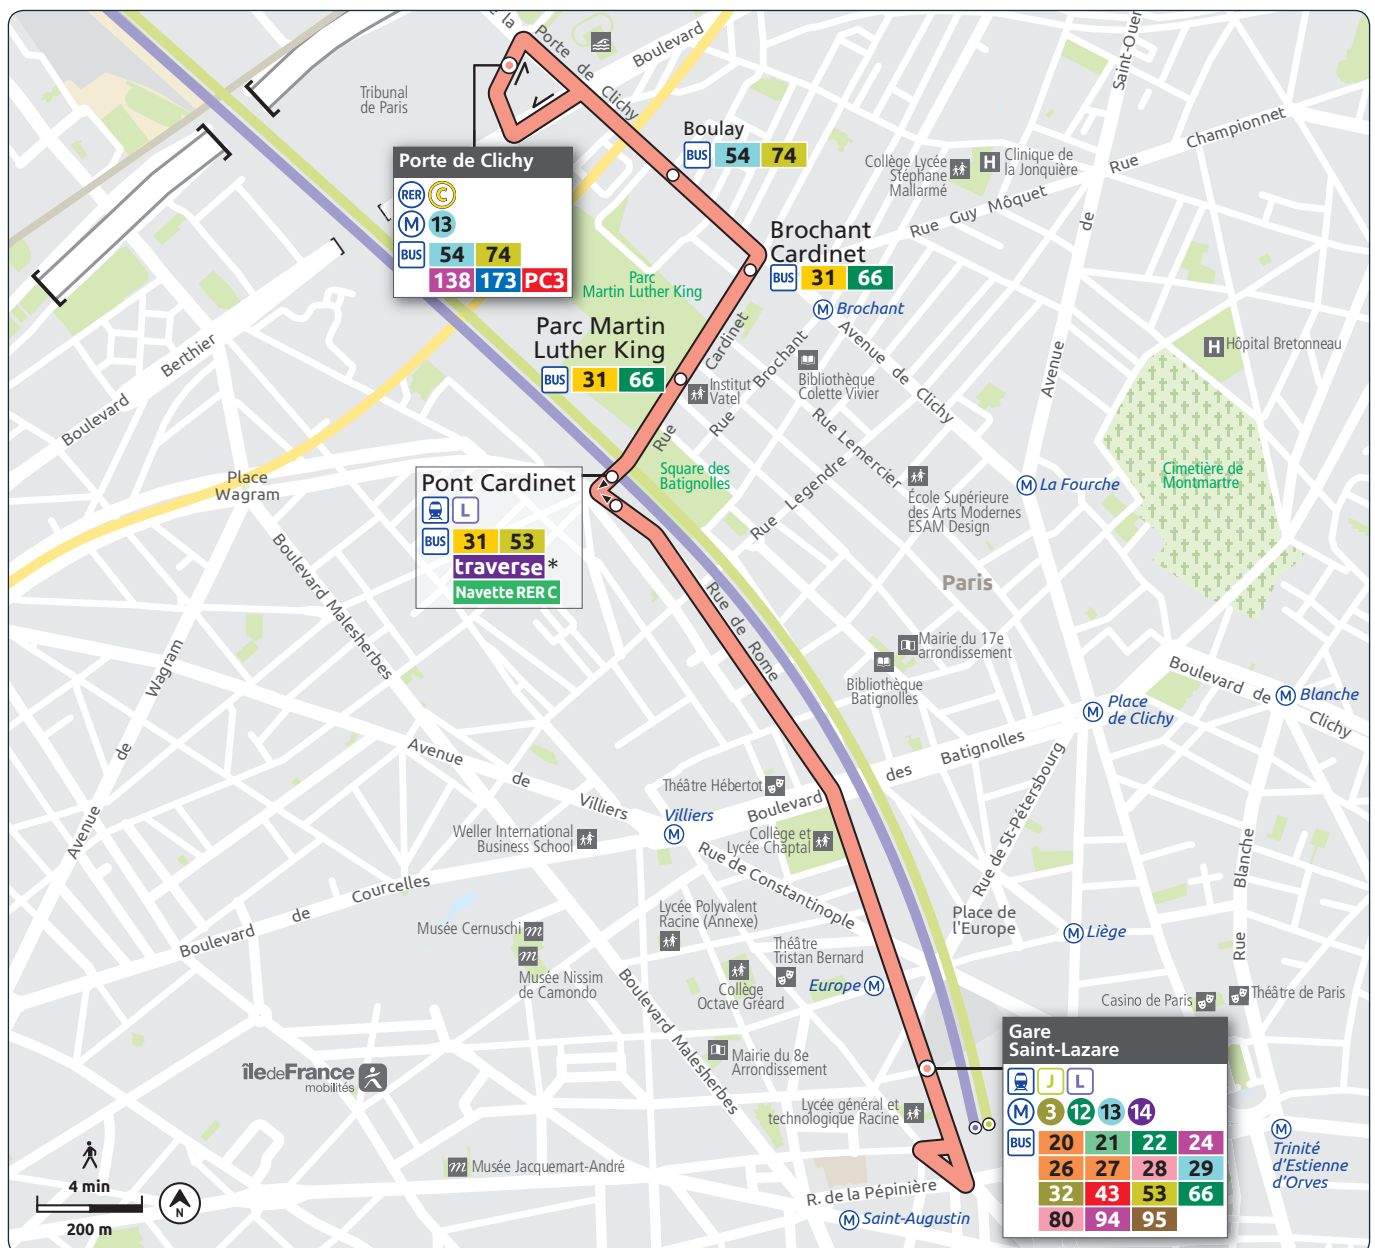 de la
Porte de Clichy
Boulevard
Tribunal
de Paris
Saint-Ouen
de
Avenue
Rue Championnet
Boulay
BUS 54 74
Collège Lycée
Stéphane
Mallarmé
H Clinique de
la Jonquière
Rue Guy Môquet
Porte de Clichy
RER C
M 13
BUS 54 74
138 173 PC3
Brochant
Cardinet
BUS 31 66
M Brochant
Parc
Martin Luther King
Parc Martin
Luther King
BUS 31 66
Rue Cardinet
Institut
Vatel
Rue Brochant
Bibliothèque
Colette Vivier
Avenue de Clichy
H Hôpital Bretonneau
Boulevard Berthier
Rue Lemercier
Rue Legendre
Square des
Batignolles
École Supérieure
des Arts Modernes
ESAM Design
M La Fourche
Cimetière de
Montmartre
Place
Wagram
Pont Cardinet
L
BUS 31 53
traverse*
Navette RER C
Boulevard Malesherbes
Paris
Rue de Rome
Mairie du 17e
arrondissement
Bibliothèque
Batignolles
Boulevard de Clichy
M Blanche
M Place
de Clichy
Avenue de Wagram
Avenue de Villiers
Boulevard des Batignolles
Rue de St-Pétersbourg
Théâtre Hébertot
Villiers
M
Weller International
Business School
Collège et
Lycée Chaptal
Rue de Constantinople
Rue Blanche
Boulevard de Courcelles
Lycée Polyvalent
Racine (Annexe)
Place de
l'Europe
M Liège
Musée Cernuschi
Musée Nissim
de Camondo
Théâtre
Tristan Bernard
Collège
Octave Gréard
Europe M
Boulevard Malesherbes
Casino de Paris
Théâtre de Paris
Mairie du 8e
Arrondissement
Gare
Saint-Lazare
J L
M 3 12 13 14
BUS 20 21 22 24
26 27 28 29
32 43 53 66
80 94 95
île de France
mobilités
Lycée général et
technologique Racine
M
Trinité
d'Estienne
d'Orves
Musée Jacquemart-André
R. de la Pépinière
M Saint-Augustin
4 min
200 m
N